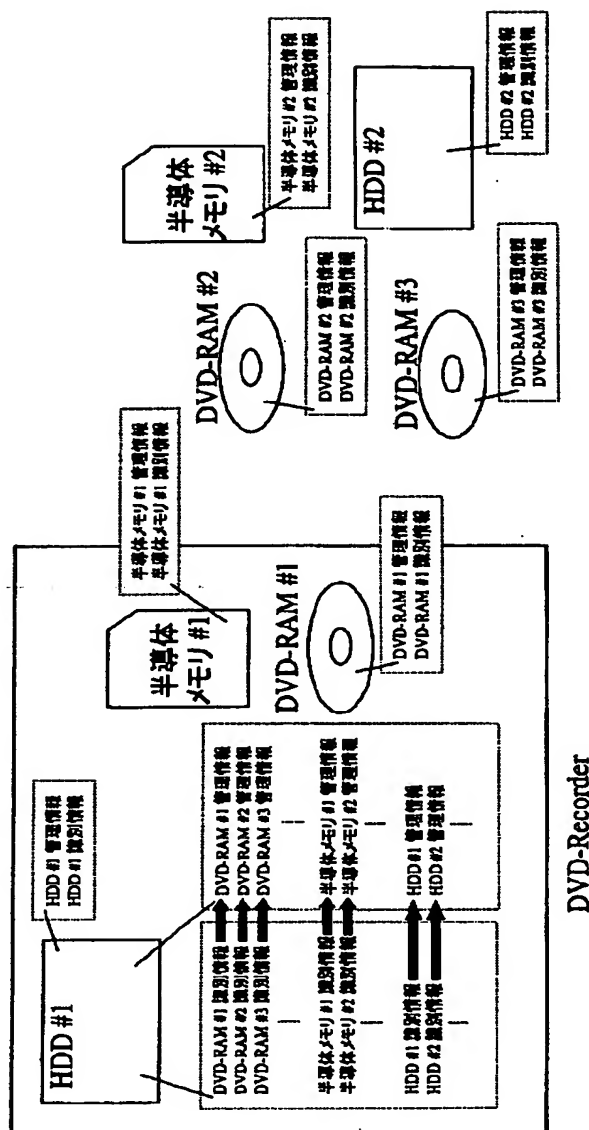 HDD #1
HDD #1 管理情報
HDD #1 識別情報
DVD-RAM #1 識別情報
DVD-RAM #2 識別情報
DVD-RAM #3 識別情報
半導体メモリ #1 識別情報
半導体メモリ #2 識別情報
HDD #1 識別情報
HDD #2 識別情報
DVD-RAM #1 管理情報
DVD-RAM #2 管理情報
DVD-RAM #3 管理情報
半導体メモリ #1 管理情報
半導体メモリ #2 管理情報
HDD #1 管理情報
HDD #2 管理情報
半導体
メモリ #1
半導体メモリ #1 管理情報
半導体メモリ #1 識別情報
DVD-RAM #1
DVD-RAM #1 管理情報
DVD-RAM #1 識別情報
DVD-Recorder
DVD-RAM #2
DVD-RAM #2 管理情報
DVD-RAM #2 識別情報
半導体
メモリ #2
半導体メモリ #2 管理情報
半導体メモリ #2 識別情報
DVD-RAM #3
DVD-RAM #3 管理情報
DVD-RAM #3 識別情報
HDD #2
HDD #2 管理情報
HDD #2 識別情報